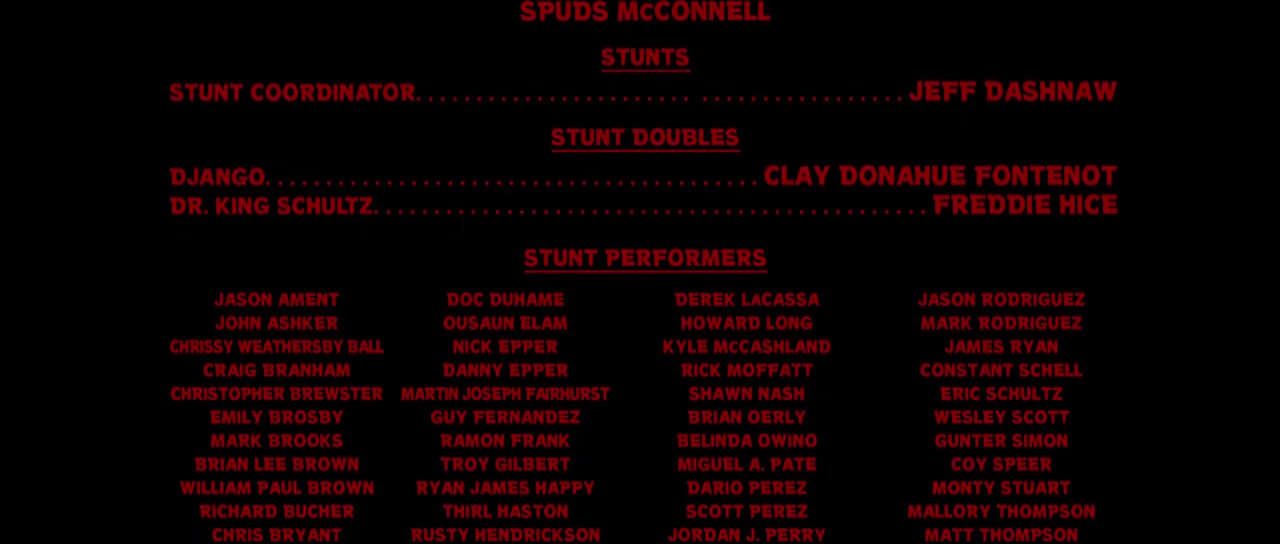 SPUDS McCONNELL
STUNTS
STUNT COORDINATOR. . . . . . . . . . . . . . . . . . . . . . . . . . . . . . . . . . . . . . . . JEFF DASHNAW
STUNT DOUBLES
DJANGO. . . . . . . . . . . . . . . . . . . . . . . . . . . . . . . . . . . . . . . . . CLAY DONAHUE FONTENOT
DR. KING SCHULTZ. . . . . . . . . . . . . . . . . . . . . . . . . . . . . . . . . . . . . . . . . . . . . . . FREDDIE HICE
STUNT PERFORMERS
JASON AMENT DOC DUHAME DEREK LaCASSA JASON RODRIGUEZ
JOHN ASHKER OUSAUN ELAM HOWARD LONG MARK RODRIGUEZ
CHRISSY WEATHERSBY BALL NICK EPPER KYLE McCASHLAND JAMES RYAN
CRAIG BRANHAM DANNY EPPER RICK MOFFATT CONSTANT SCHELL
CHRISTOPHER BREWSTER MARTIN JOSEPH FAIRHURST SHAWN NASH ERIC SCHULTZ
EMILY BROSBY GUY FERNANDEZ BRIAN OERLY WESLEY SCOTT
MARK BROOKS RAMON FRANK BELINDA OWINO GUNTER SIMON
BRIAN LEE BROWN TROY GILBERT MIGUEL A. PATE COY SPEER
WILLIAM PAUL BROWN RYAN JAMES HAPPY DARIO PEREZ MONTY STUART
RICHARD BUCHER THIRL HASTON SCOTT PEREZ MALLORY THOMPSON
CHRIS BRYANT RUSTY HENDRICKSON JORDAN J. PERRY MATT THOMPSON